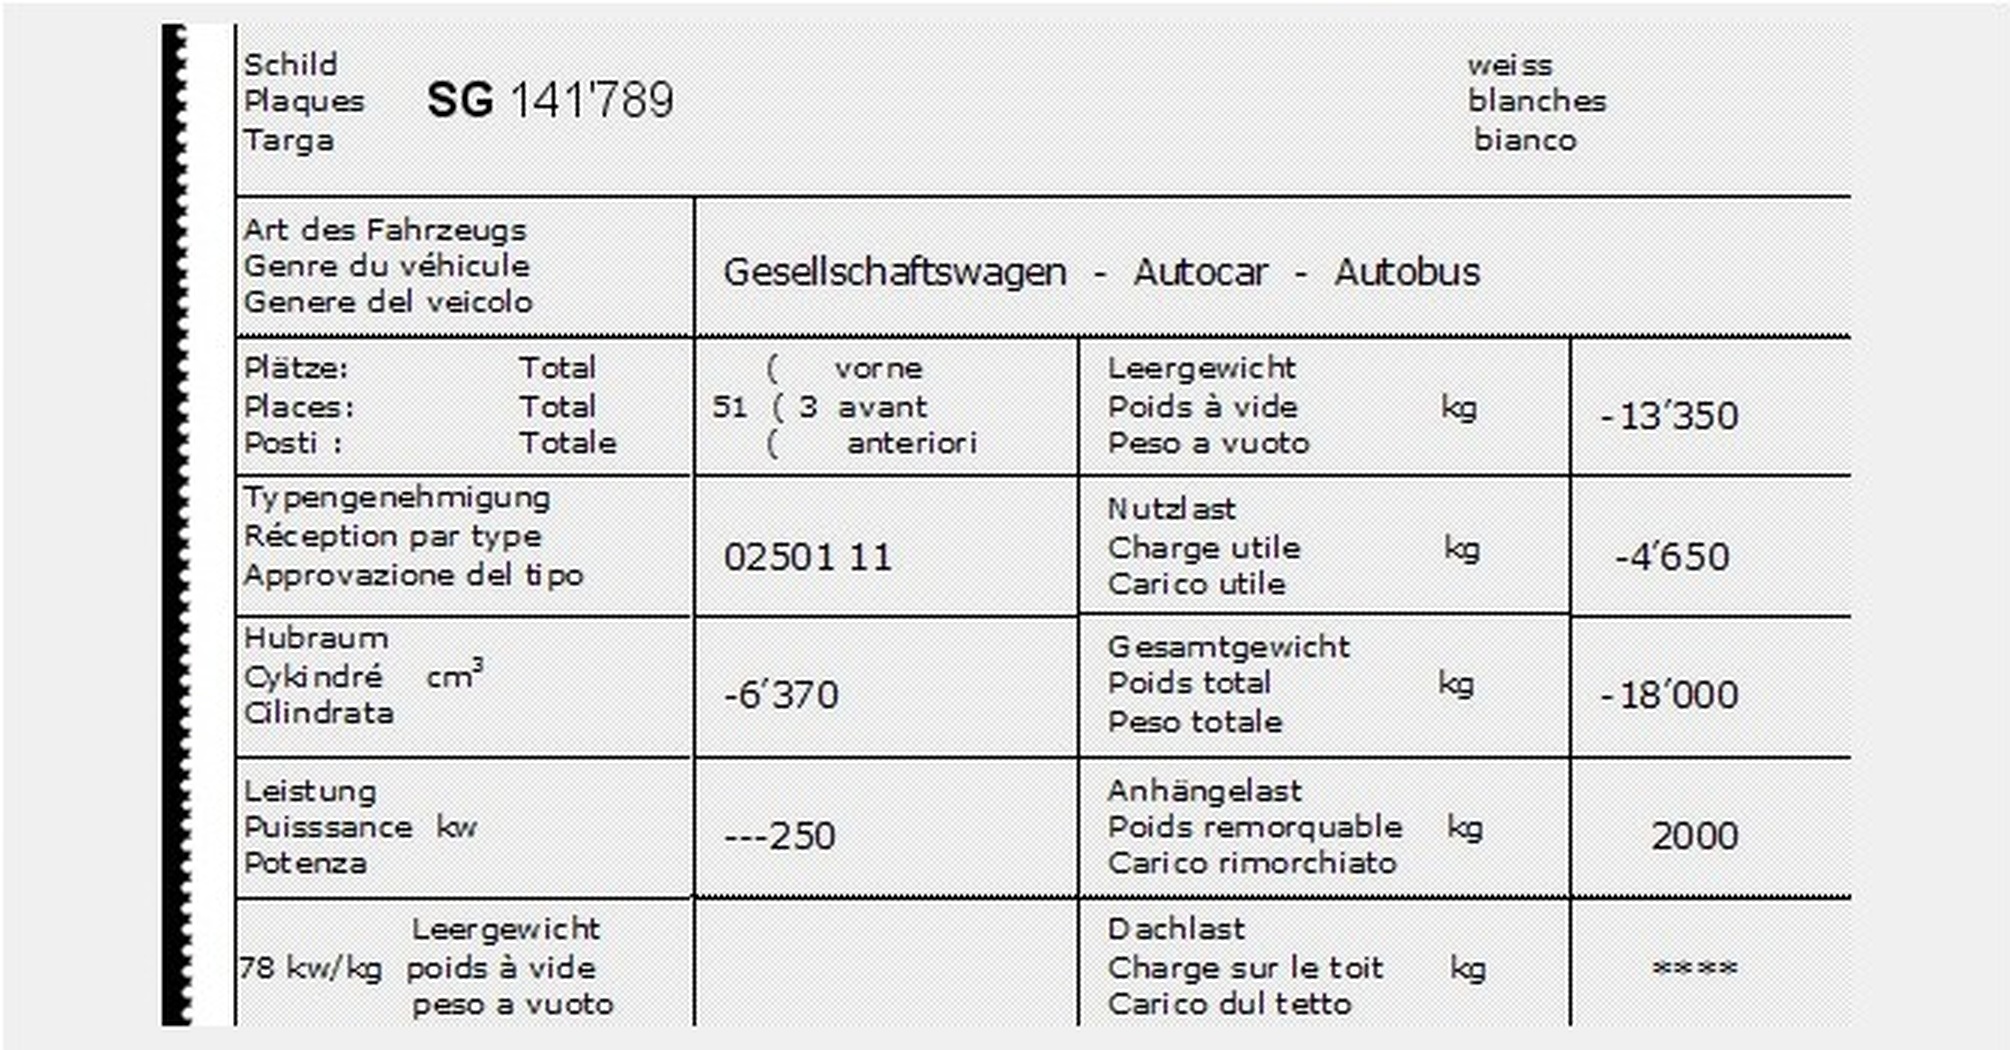 Schild
Plaques SG 141'789
Targa
weiss
blanches
bianco
Art des Fahrzeugs
Genre du véhicule
Genere del veicolo
Gesellschaftswagen - Autocar - Autobus
Plätze: Total
Places: Total
Posti : Totale
( vorne
51 ( 3 avant
( anteriori
Leergewicht
Poids à vide kg
Peso a vuoto
-13′350
Typengenehmigung
Réception par type
Approvazione del tipo
02501 11
Nutzlast
Charge utile kg
Carico utile
-4′650
Hubraum
Cykindré cm³
Cilindrata
-6′370
Gesamtgewicht
Poids total kg
Peso totale
-18′000
Leistung
Puisssance kw
Potenza
---250
Anhängelast
Poids remorquable kg
Carico rimorchiato
2000
Leergewicht
78 kw/kg poids à vide
peso a vuoto
Dachlast
Charge sur le toit kg
Carico dul tetto
****